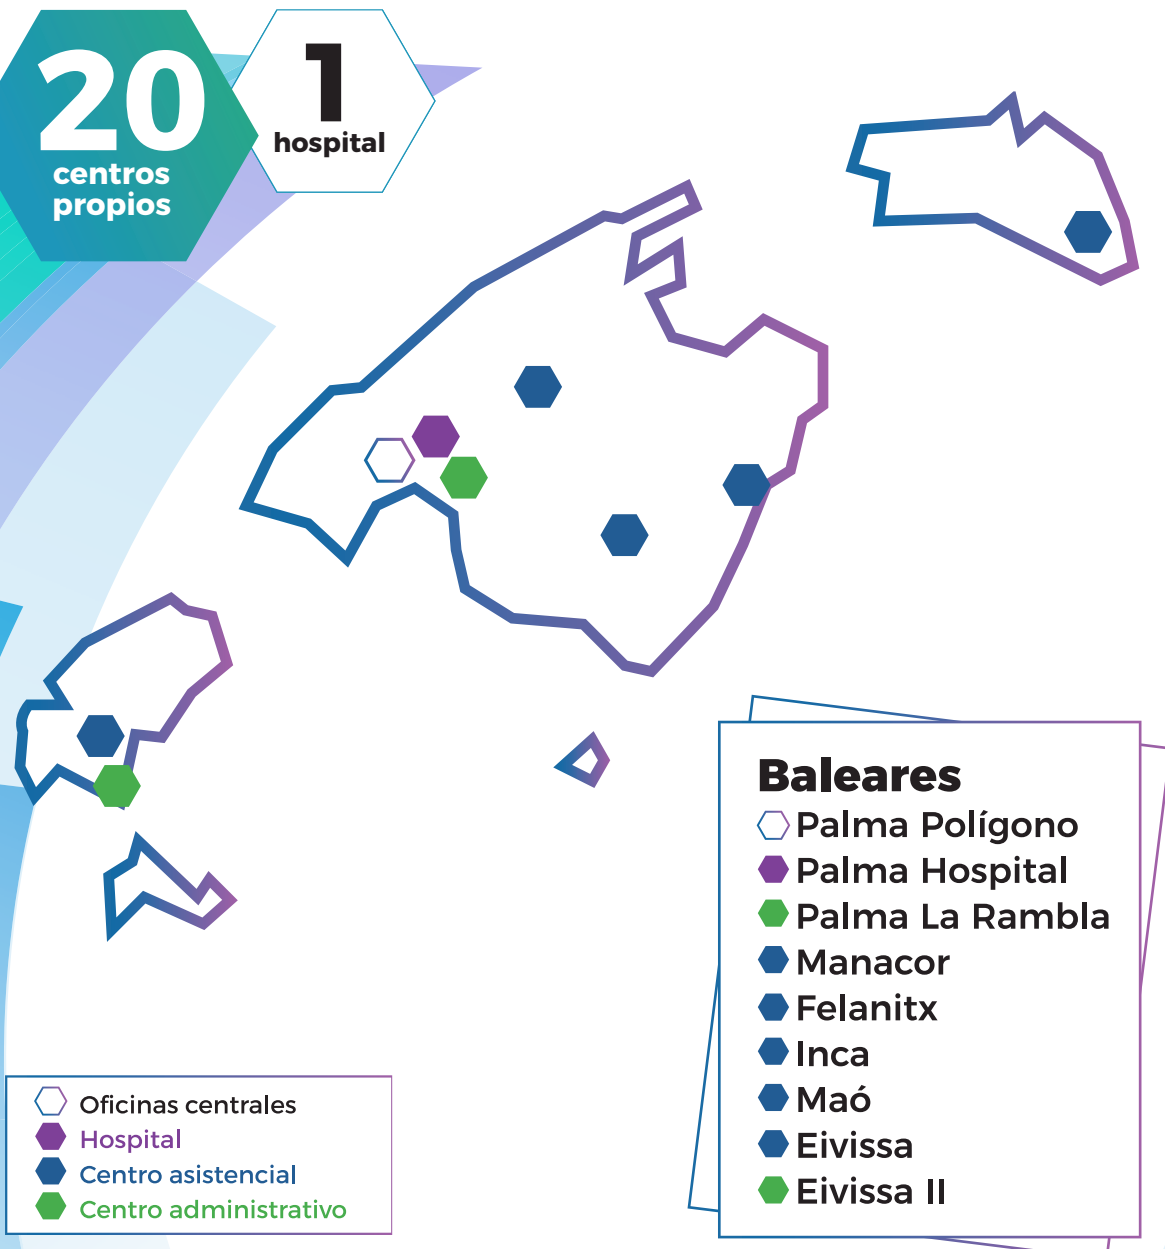 20
centros
propios
1
hospital
Baleares
Palma Polígono
Palma Hospital
Palma La Rambla
Manacor
Felanitx
Inca
Maó
Eivissa
Eivissa II
Oficinas centrales
Hospital
Centro asistencial
Centro administrativo